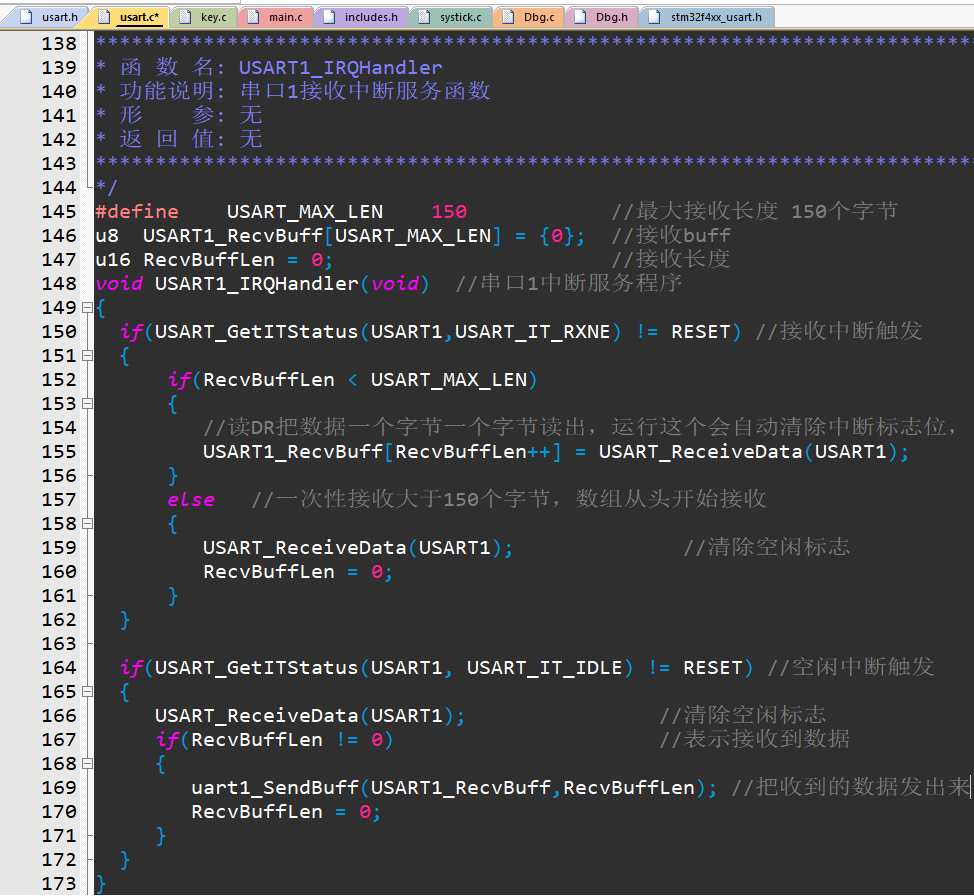 usart.h usart.c* key.c main.c includes.h systick.c Dbg.c Dbg.h stm32f4xx_usart.h
138 *************************************************************************
139 * 函 数 名: USART1_IRQHandler
140 * 功能说明: 串口1接收中断服务函数
141 * 形    参: 无
142 * 返 回 值: 无
143 *************************************************************************
144 */
145 #define    USART_MAX_LEN    150            //最大接收长度 150个字节
146 u8  USART1_RecvBuff[USART_MAX_LEN] = {0};  //接收buff
147 u16 RecvBuffLen = 0;                       //接收长度
148 void USART1_IRQHandler(void)  //串口1中断服务程序
149 {
150   if(USART_GetITStatus(USART1,USART_IT_RXNE) != RESET) //接收中断触发
151   {
152       if(RecvBuffLen < USART_MAX_LEN)
153       {
154          //读DR把数据一个字节一个字节读出，运行这个会自动清除中断标志位，
155          USART1_RecvBuff[RecvBuffLen++] = USART_ReceiveData(USART1);
156       }
157       else   //一次性接收大于150个字节，数组从头开始接收
158       {
159          USART_ReceiveData(USART1);              //清除空闲标志
160          RecvBuffLen = 0;
161       }
162   }
163
164   if(USART_GetITStatus(USART1, USART_IT_IDLE) != RESET) //空闲中断触发
165   {
166      USART_ReceiveData(USART1);                //清除空闲标志
167      if(RecvBuffLen != 0)                      //表示接收到数据
168      {
169         uart1_SendBuff(USART1_RecvBuff,RecvBuffLen); //把收到的数据发出来
170         RecvBuffLen = 0;
171      }
172   }
173 }